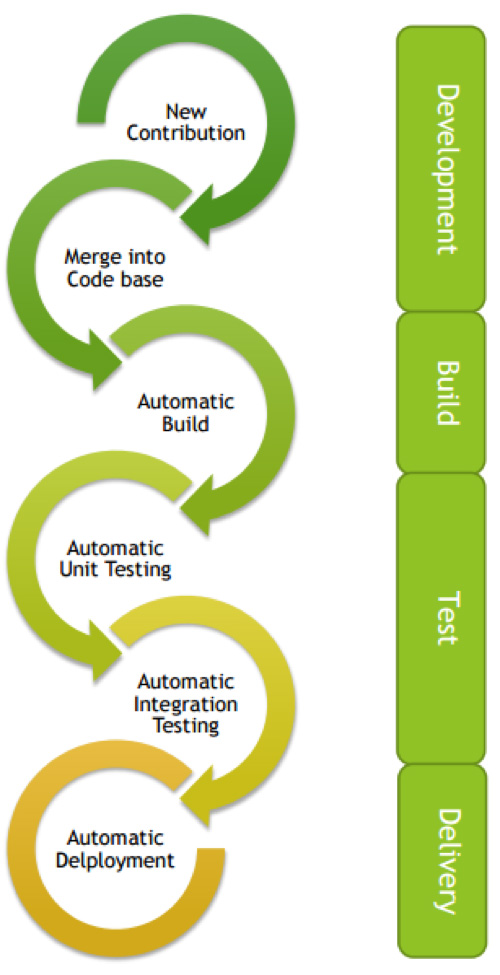 New
Contribution
Development
Merge into
Code base
Automatic
Build
Build
Automatic
Unit Testing
Test
Automatic
Integration
Testing
Automatic
Delployment
Delivery